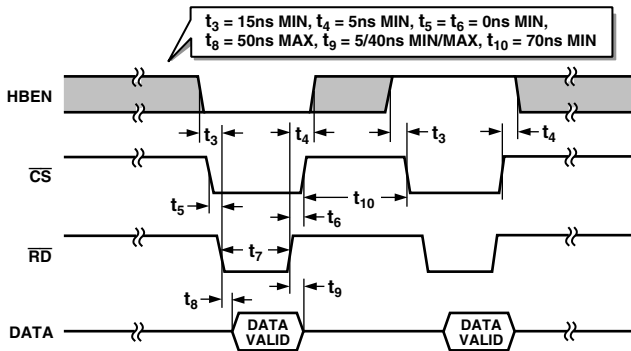 t3 = 15ns MIN, t4 = 5ns MIN, t5 = t6 = 0ns MIN,
t8 = 50ns MAX, t9 = 5/40ns MIN/MAX, t10 = 70ns MIN
HBEN
t3
t4
t3
t4
CS
t5
t6
t10
RD
t7
t8
t9
DATA
DATA
VALID
DATA
VALID